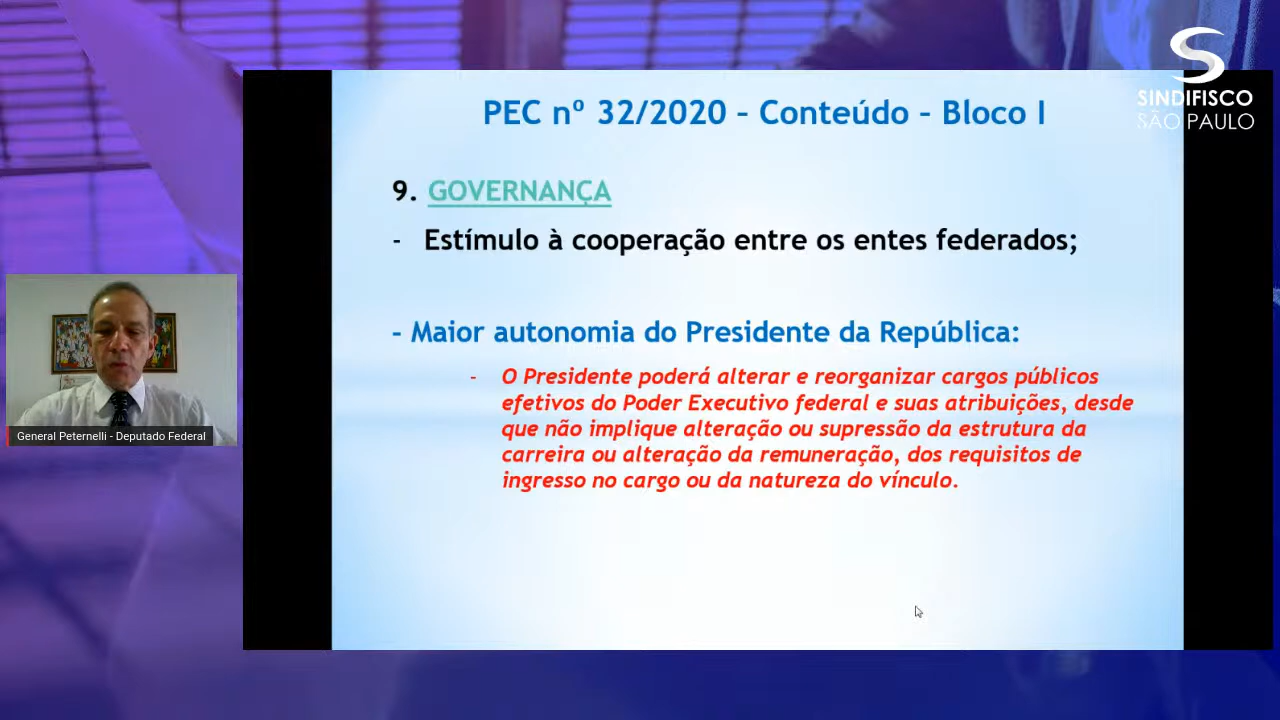 SINDIFISCO
SÃO PAULO
PEC nº 32/2020 – Conteúdo – Bloco I
9. GOVERNANÇA
- Estímulo à cooperação entre os entes federados;
- Maior autonomia do Presidente da República:
- O Presidente poderá alterar e reorganizar cargos públicos
efetivos do Poder Executivo federal e suas atribuições, desde
que não implique alteração ou supressão da estrutura da
carreira ou alteração da remuneração, dos requisitos de
ingresso no cargo ou da natureza do vínculo.
General Peternelli - Deputado Federal